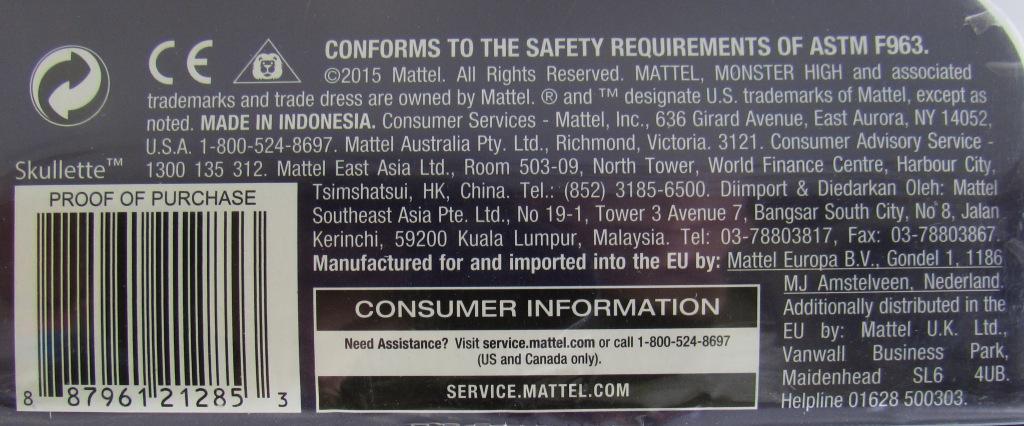 CE
CONFORMS TO THE SAFETY REQUIREMENTS OF ASTM F963.
©2015 Mattel. All Rights Reserved. MATTEL, MONSTER HIGH and associated
trademarks and trade dress are owned by Mattel. ® and ™ designate U.S. trademarks of Mattel, except as
noted. MADE IN INDONESIA. Consumer Services - Mattel, Inc., 636 Girard Avenue, East Aurora, NY 14052,
U.S.A. 1-800-524-8697. Mattel Australia Pty. Ltd., Richmond, Victoria. 3121. Consumer Advisory Service -
1300 135 312. Mattel East Asia Ltd., Room 503-09, North Tower, World Finance Centre, Harbour City,
Tsimshatsui, HK, China. Tel.: (852) 3185-6500. Diimport & Diedarkan Oleh: Mattel
Southeast Asia Pte. Ltd., No 19-1, Tower 3 Avenue 7, Bangsar South City, No 8, Jalan
Kerinchi, 59200 Kuala Lumpur, Malaysia. Tel: 03-78803817, Fax: 03-78803867.
Manufactured for and imported into the EU by: Mattel Europa B.V., Gondel 1, 1186
MJ Amstelveen, Nederland.
Additionally distributed in the
EU by: Mattel U.K. Ltd.,
Vanwall Business Park,
Maidenhead SL6 4UB.
Helpline 01628 500303.
Skullette™
PROOF OF PURCHASE
8 87961 21285 3
CONSUMER INFORMATION
Need Assistance? Visit service.mattel.com or call 1-800-524-8697
(US and Canada only).
SERVICE.MATTEL.COM